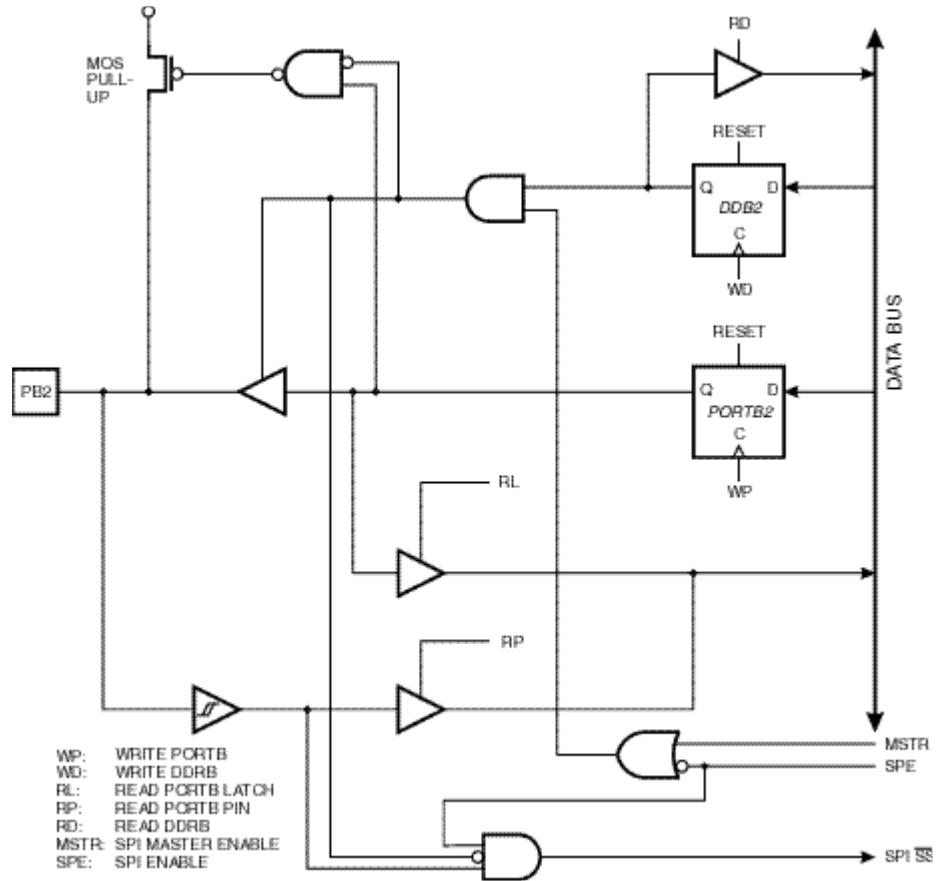 RD
MOS
PULL-
UP
RESET
Q D
DDB2
C
WD
DATA BUS
RESET
PB2
Q D
PORTB2
C
WP
RL
RP
MSTR
SPE
WP: WRITE PORTB
WD: WRITE DDRB
RL: READ PORTB LATCH
RP: READ PORTB PIN
RD: READ DDRB
MSTR: SPI MASTER ENABLE
SPE: SPI ENABLE
SPI S̅S̅